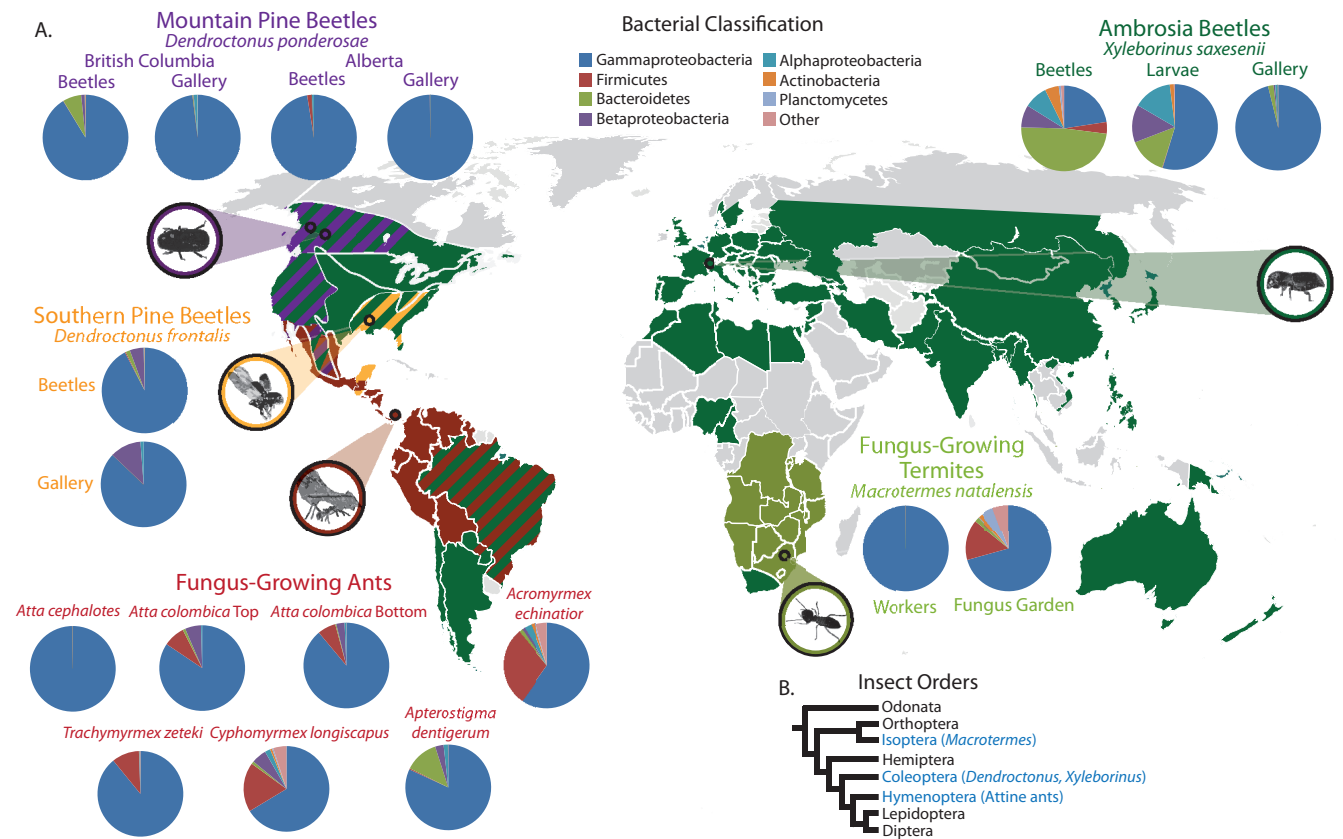 A.
Mountain Pine Beetles
Dendroctonus ponderosae
British Columbia
Alberta
Beetles
Gallery
Beetles
Gallery
Bacterial Classification
Gammaproteobacteria
Firmicutes
Bacteroidetes
Betaproteobacteria
Alphaproteobacteria
Actinobacteria
Planctomycetes
Other
Ambrosia Beetles
Xyleborinus saxesenii
Beetles
Larvae
Gallery
Southern Pine Beetles
Dendroctonus frontalis
Beetles
Gallery
Fungus-Growing
Termites
Macrotermes natalensis
Workers
Fungus Garden
Fungus-Growing Ants
Atta cephalotes
Atta colombica Top
Atta colombica Bottom
Acromyrmex
echinatior
Trachymyrmex zeteki
Cyphomyrmex longiscapus
Apterostigma
dentigerum
B.
Insect Orders
Odonata
Orthoptera
Isoptera (Macrotermes)
Hemiptera
Coleoptera (Dendroctonus, Xyleborinus)
Hymenoptera (Attine ants)
Lepidoptera
Diptera